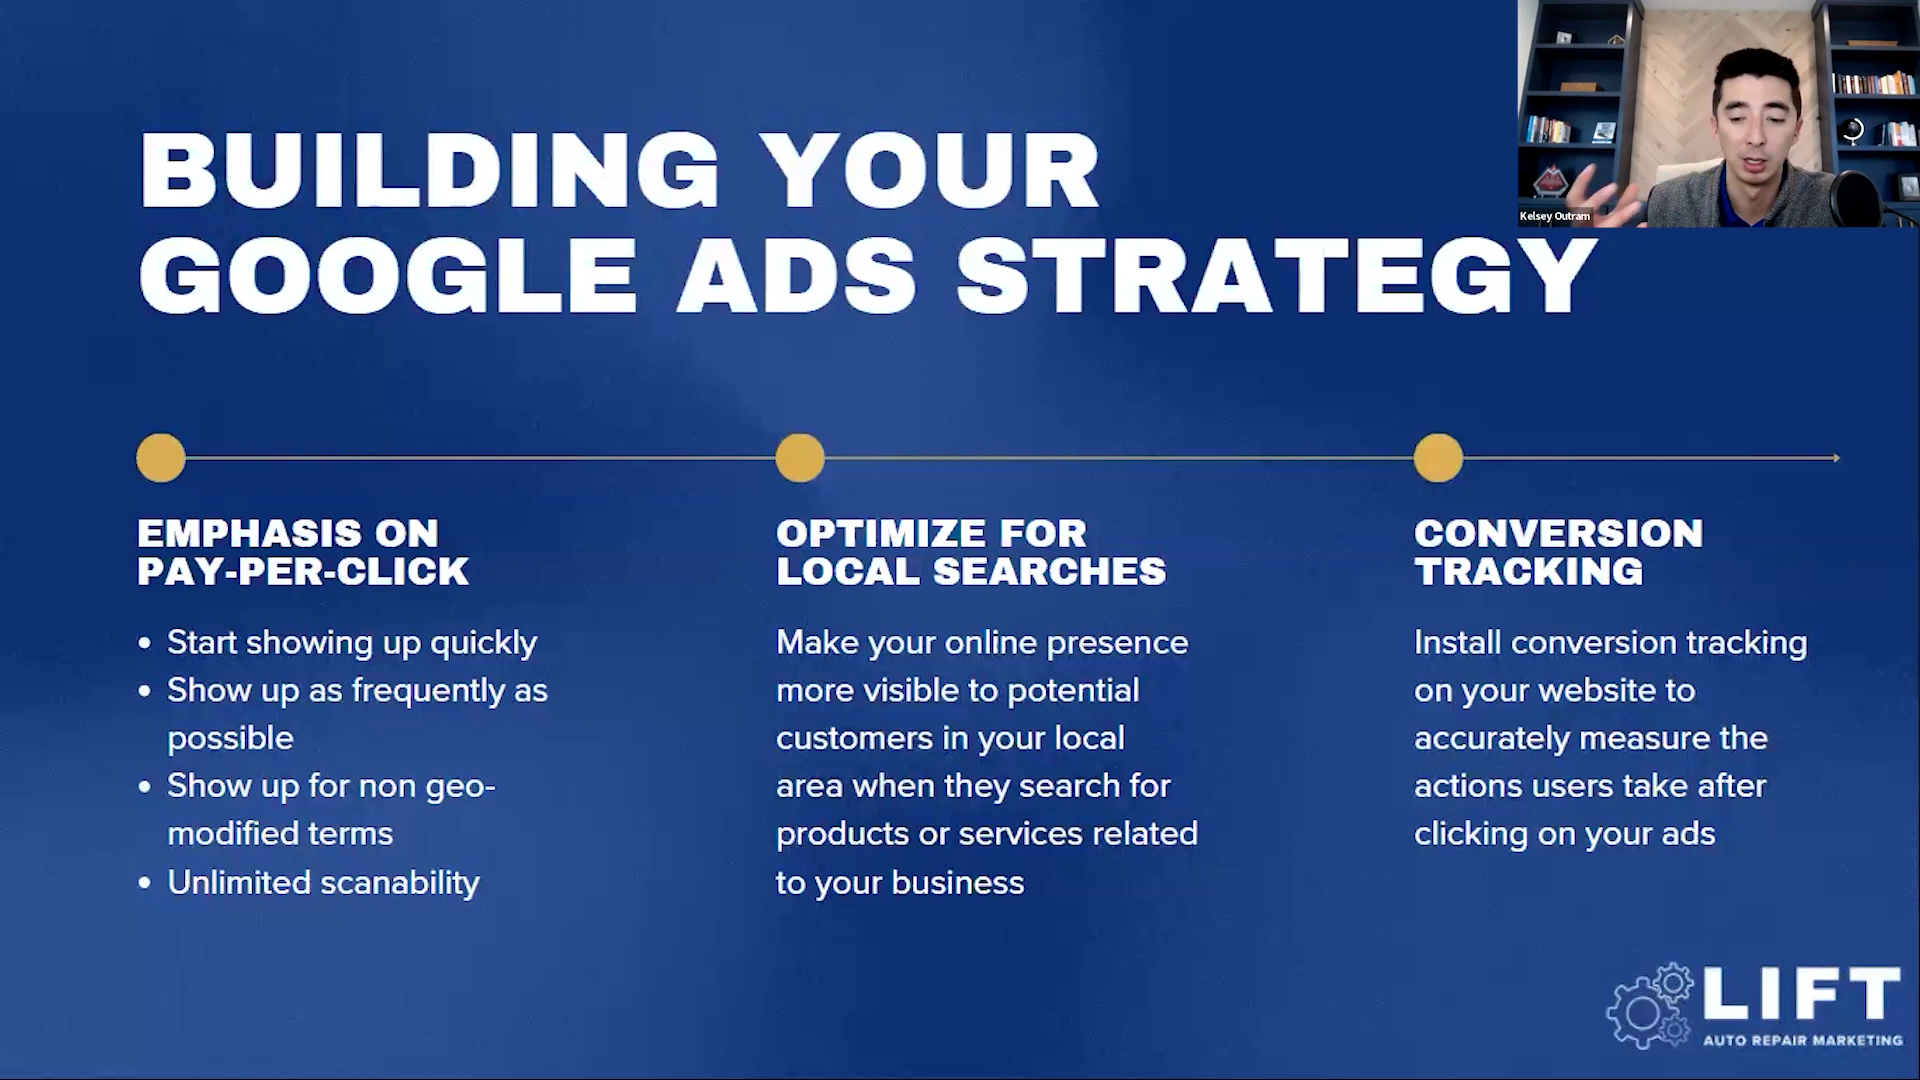 BUILDING YOUR
GOOGLE ADS STRATEGY
Kelsey Outram
EMPHASIS ON
PAY-PER-CLICK
• Start showing up quickly
• Show up as frequently as
possible
• Show up for non geo-
modified terms
• Unlimited scanability
OPTIMIZE FOR
LOCAL SEARCHES
Make your online presence
more visible to potential
customers in your local
area when they search for
products or services related
to your business
CONVERSION
TRACKING
Install conversion tracking
on your website to
accurately measure the
actions users take after
clicking on your ads
LIFT
AUTO REPAIR MARKETING